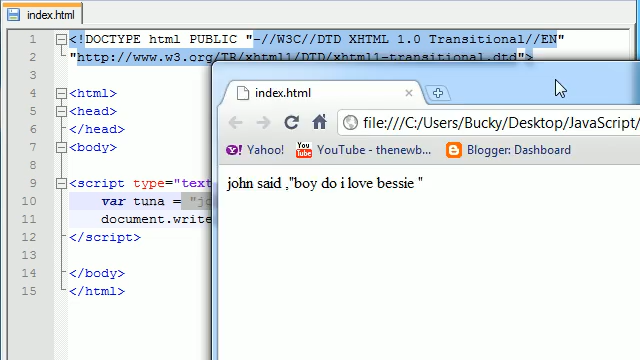 index.html
1 <!DOCTYPE html PUBLIC "-//W3C//DTD XHTML 1.0 Transitional//EN"
2 "http://www.w3.org/TR/xhtml1/DTD/xhtml1-transitional.dtd">
3
4 <html>
5 <head>
6 </head>
7 <body>
8
9 <script type="text
10 var tuna = "jo
11 document.write
12 </script>
13
14 </body>
15 </html>
index.html
file:///C:/Users/Bucky/Desktop/JavaScript/
Yahoo! YouTube - thenewb... Blogger: Dashboard
john said ,"boy do i love bessie "